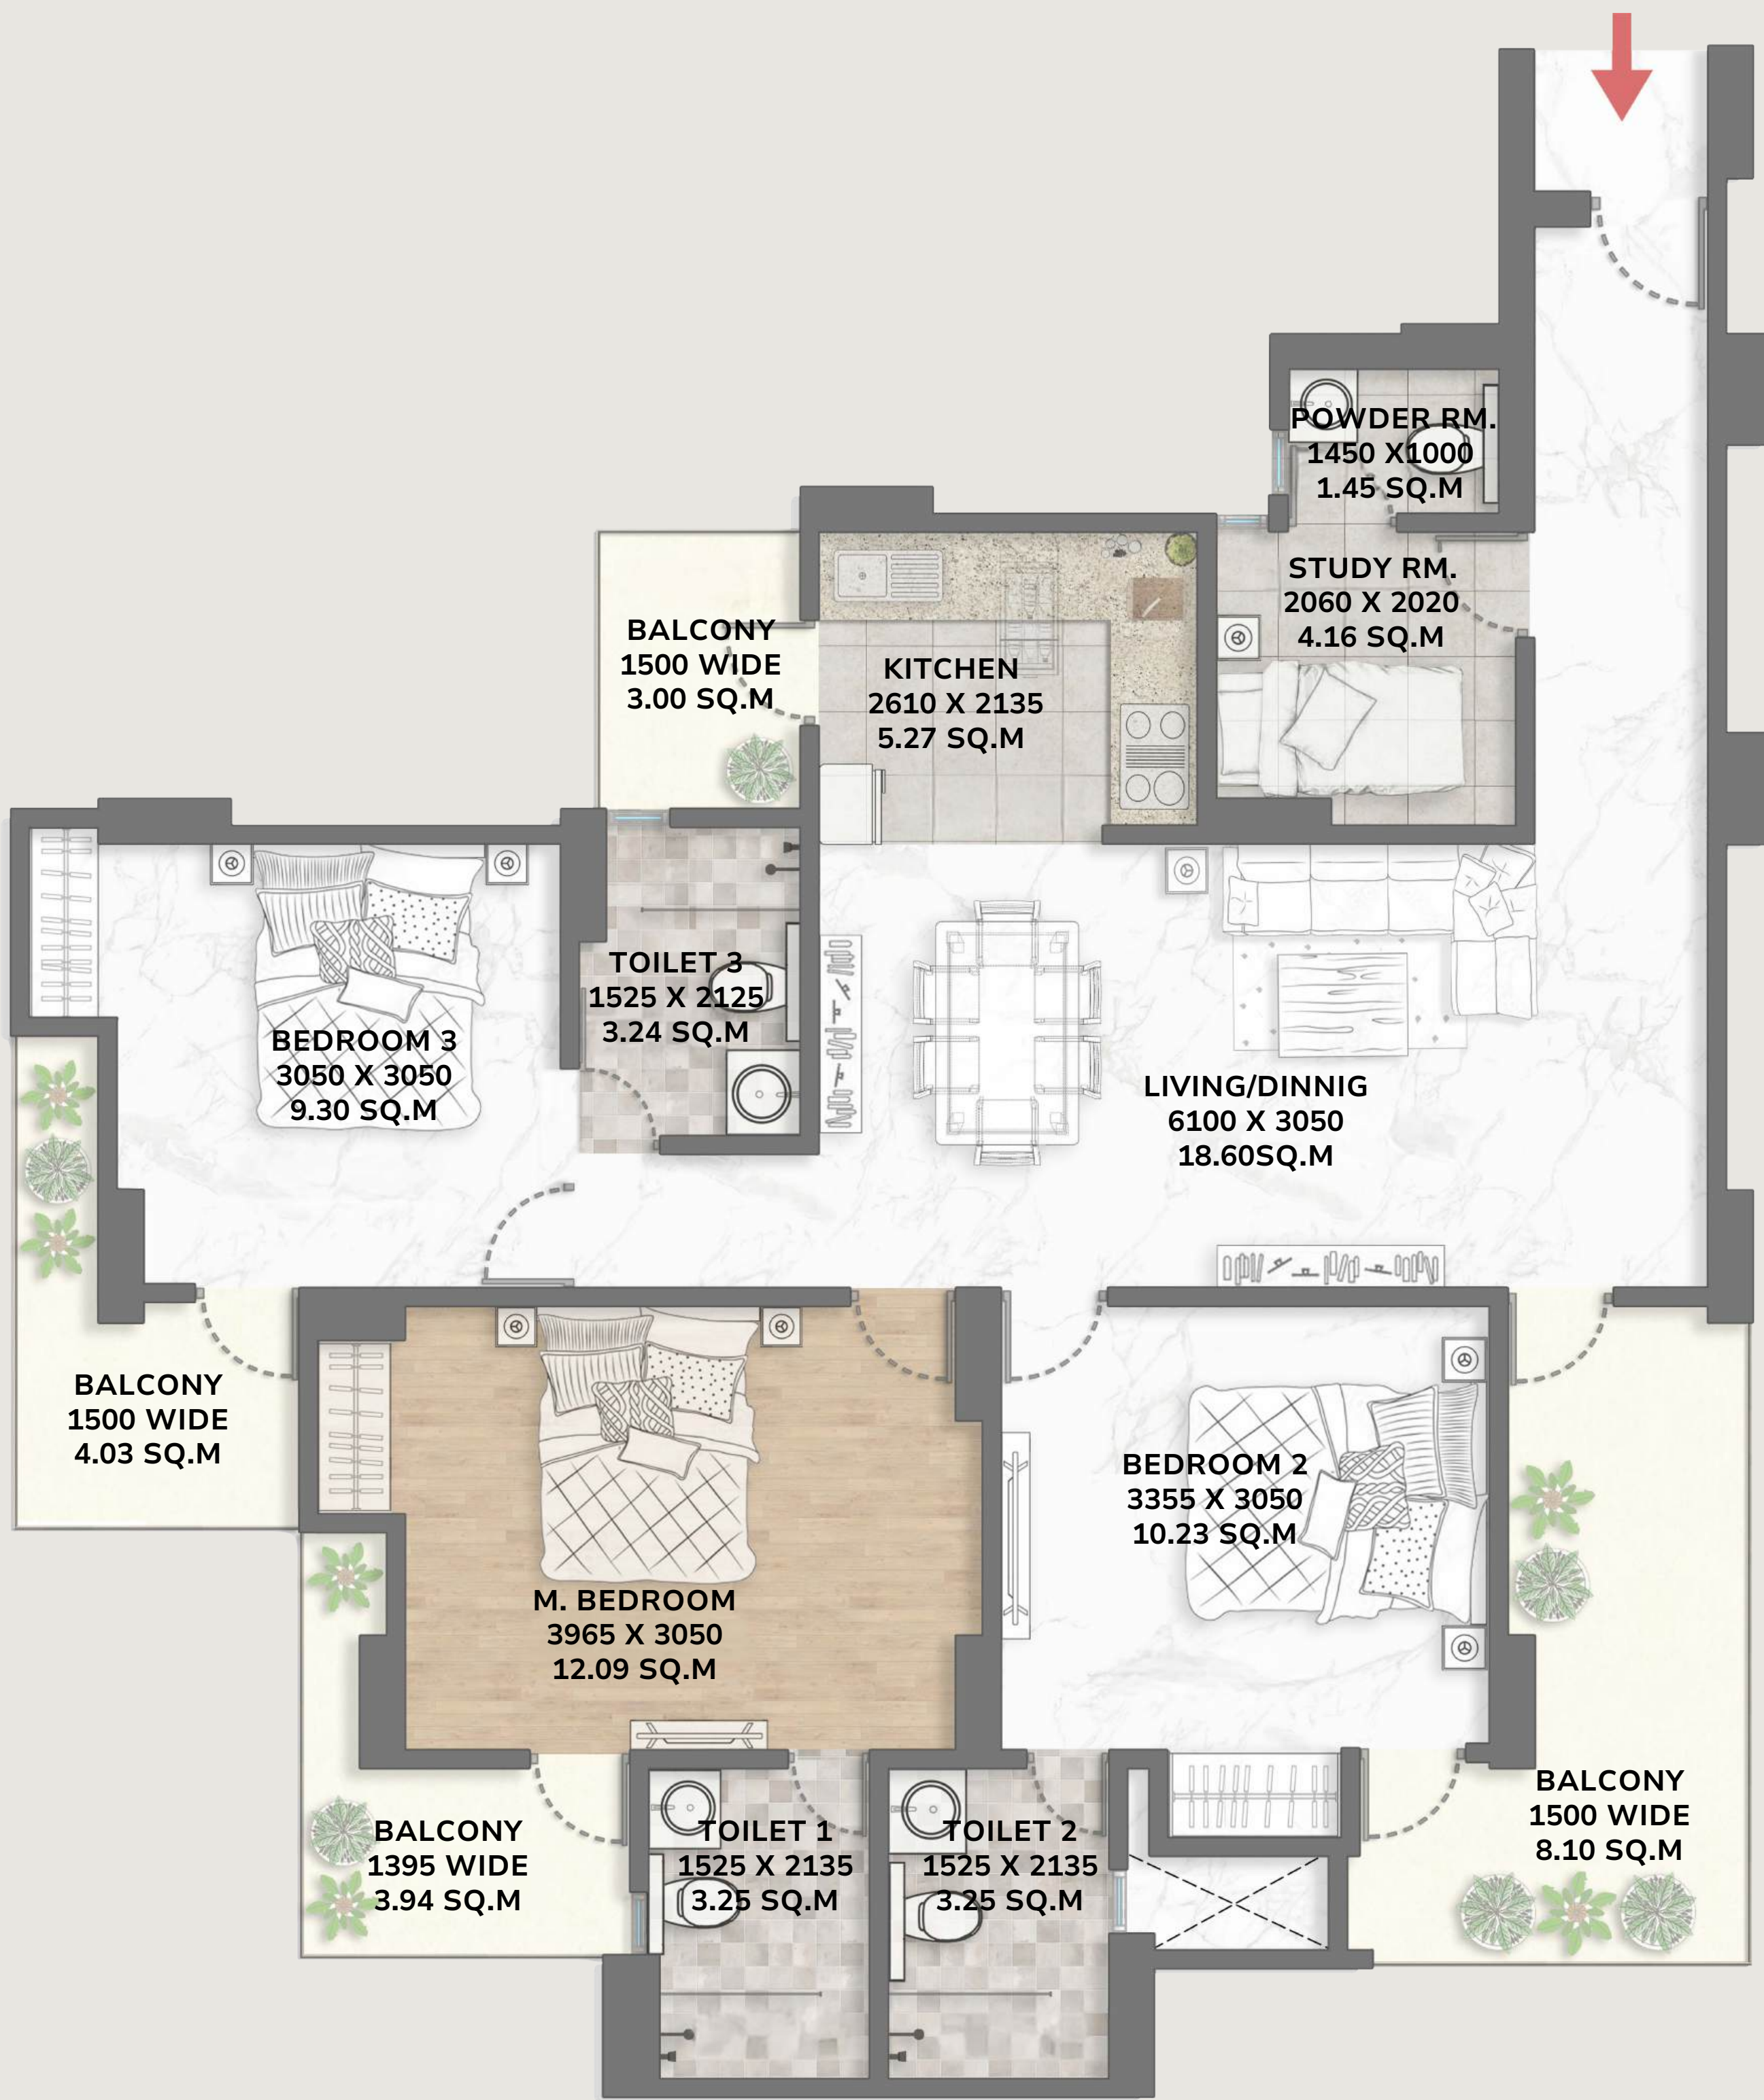 POWDER RM.
1450 X1000
1.45 SQ.M
STUDY RM.
2060 X 2020
4.16 SQ.M
BALCONY
1500 WIDE
3.00 SQ.M
KITCHEN
2610 X 2135
5.27 SQ.M
TOILET 3
1525 X 2125
3.24 SQ.M
BEDROOM 3
3050 X 3050
9.30 SQ.M
LIVING/DINNIG
6100 X 3050
18.60SQ.M
BALCONY
1500 WIDE
4.03 SQ.M
BEDROOM 2
3355 X 3050
10.23 SQ.M
M. BEDROOM
3965 X 3050
12.09 SQ.M
BALCONY
1500 WIDE
8.10 SQ.M
BALCONY
1395 WIDE
3.94 SQ.M
TOILET 1
1525 X 2135
3.25 SQ.M
TOILET 2
1525 X 2135
3.25 SQ.M